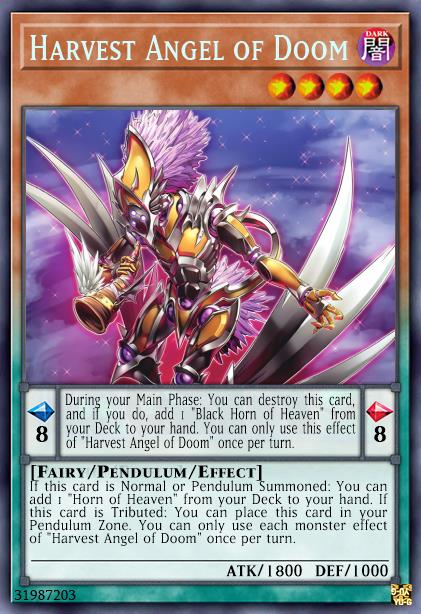 Harvest Angel of Doom
DARK
闇
During your Main Phase: You can destroy this card,
and if you do, add 1 "Black Horn of Heaven" from
your Deck to your hand. You can only use this effect
of "Harvest Angel of Doom" once per turn.
8
8
[Fairy/Pendulum/Effect]
If this card is Normal or Pendulum Summoned: You can
add 1 "Horn of Heaven" from your Deck to your hand. If
this card is Tributed: You can place this card in your
Pendulum Zone. You can only use each monster effect
of "Harvest Angel of Doom" once per turn.
ATK/1800 DEF/1000
31987203